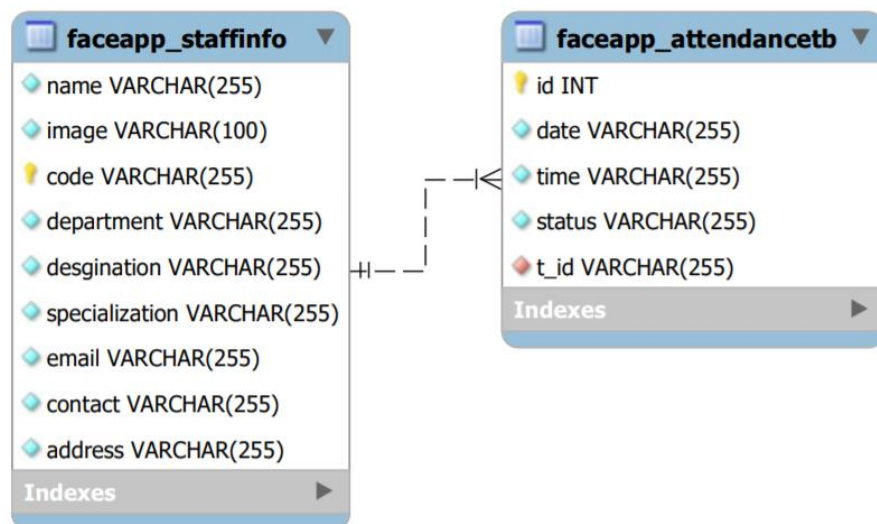 faceapp_staffinfo
name VARCHAR(255)
image VARCHAR(100)
code VARCHAR(255)
department VARCHAR(255)
desgination VARCHAR(255)
specialization VARCHAR(255)
email VARCHAR(255)
contact VARCHAR(255)
address VARCHAR(255)
Indexes
faceapp_attendancetb
id INT
date VARCHAR(255)
time VARCHAR(255)
status VARCHAR(255)
t_id VARCHAR(255)
Indexes